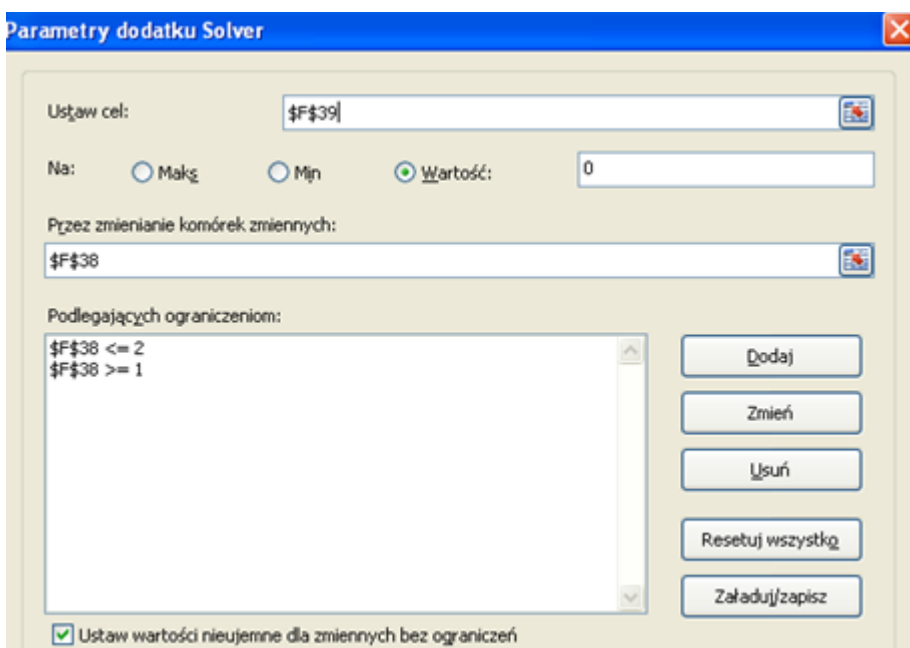 Parametry dodatku Solver
Ustaw cel: $F$39
Na: Maks Min Wartość: 0
Przez zmienianie komórek zmiennych:
$F$38
Podlegających ograniczeniom:
$F$38 <= 2
$F$38 >= 1
Dodaj
Zmień
Usuń
Resetuj wszystko
Załaduj/zapisz
Ustaw wartości nieujemne dla zmiennych bez ograniczeń